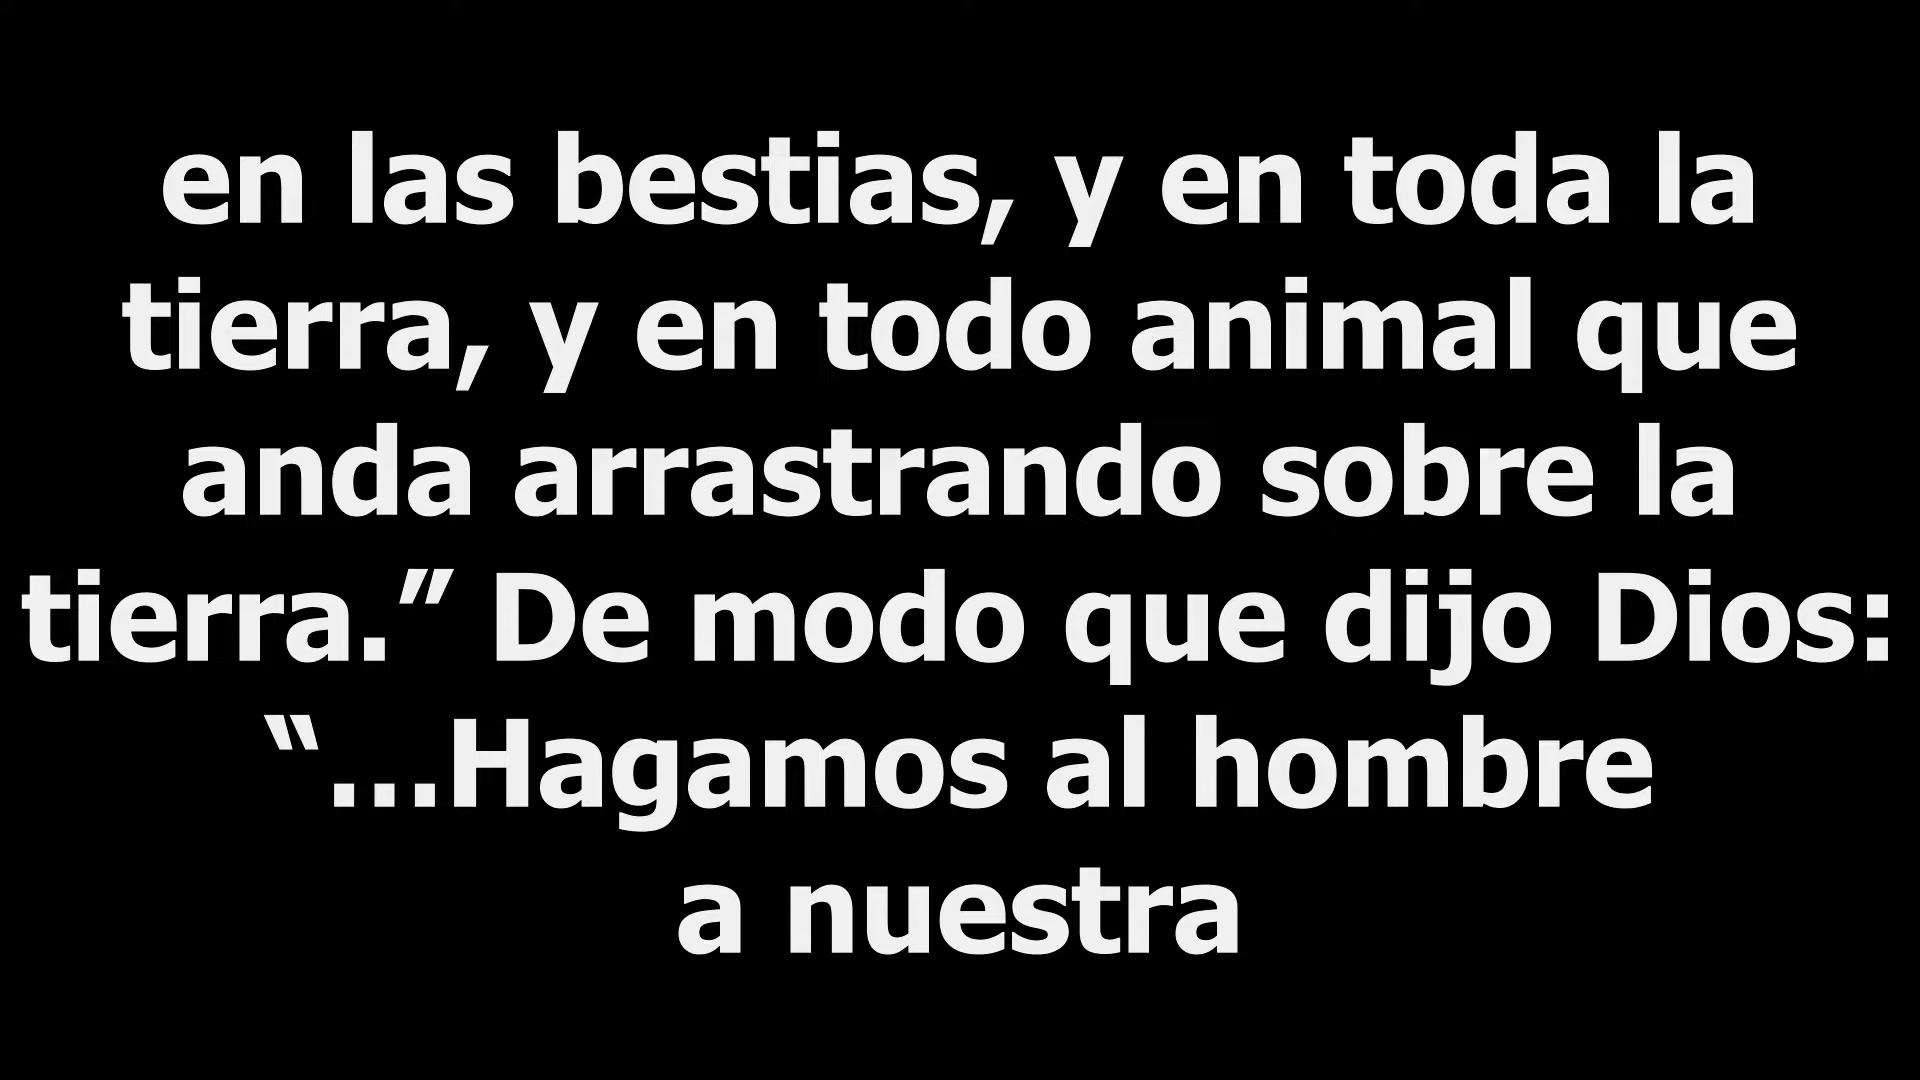 en las bestias, y en toda la
tierra, y en todo animal que
anda arrastrando sobre la
tierra.” De modo que dijo Dios:
“…Hagamos al hombre
a nuestra